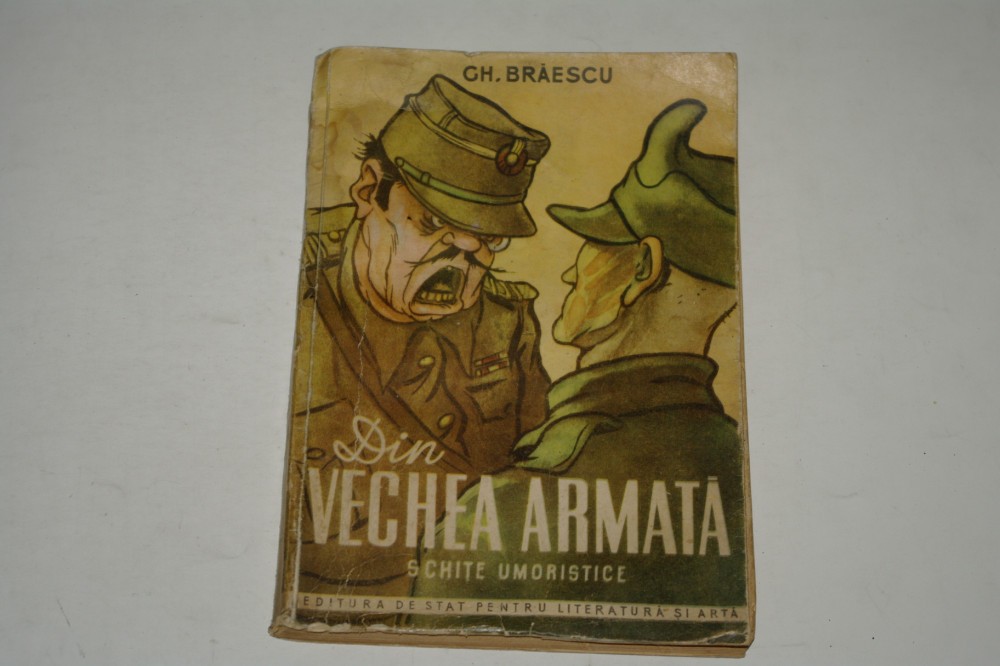 GH. BRĂESCU
Din
VECHEA ARMATĂ
SCHIȚE UMORISTICE
EDITURA DE STAT PENTRU LITERATURĂ ȘI ARTĂ